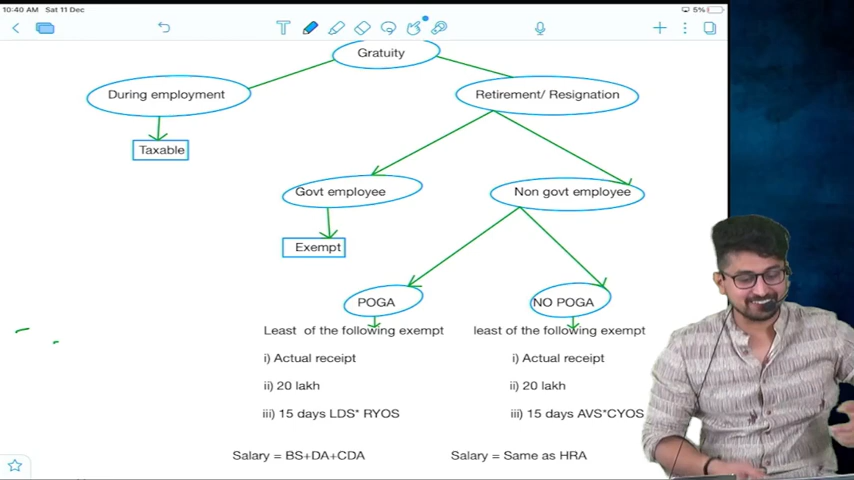 10:40 AM Sat 11 Dec
5%
T
Gratuity
During employment
Retirement/ Resignation
Taxable
Govt employee
Non govt employee
Exempt
POGA
NO POGA
Least of the following exempt
i) Actual receipt
ii) 20 lakh
iii) 15 days LDS* RYOS
Salary = BS+DA+CDA
least of the following exempt
i) Actual receipt
ii) 20 lakh
iii) 15 days AVS*CYOS
Salary = Same as HRA